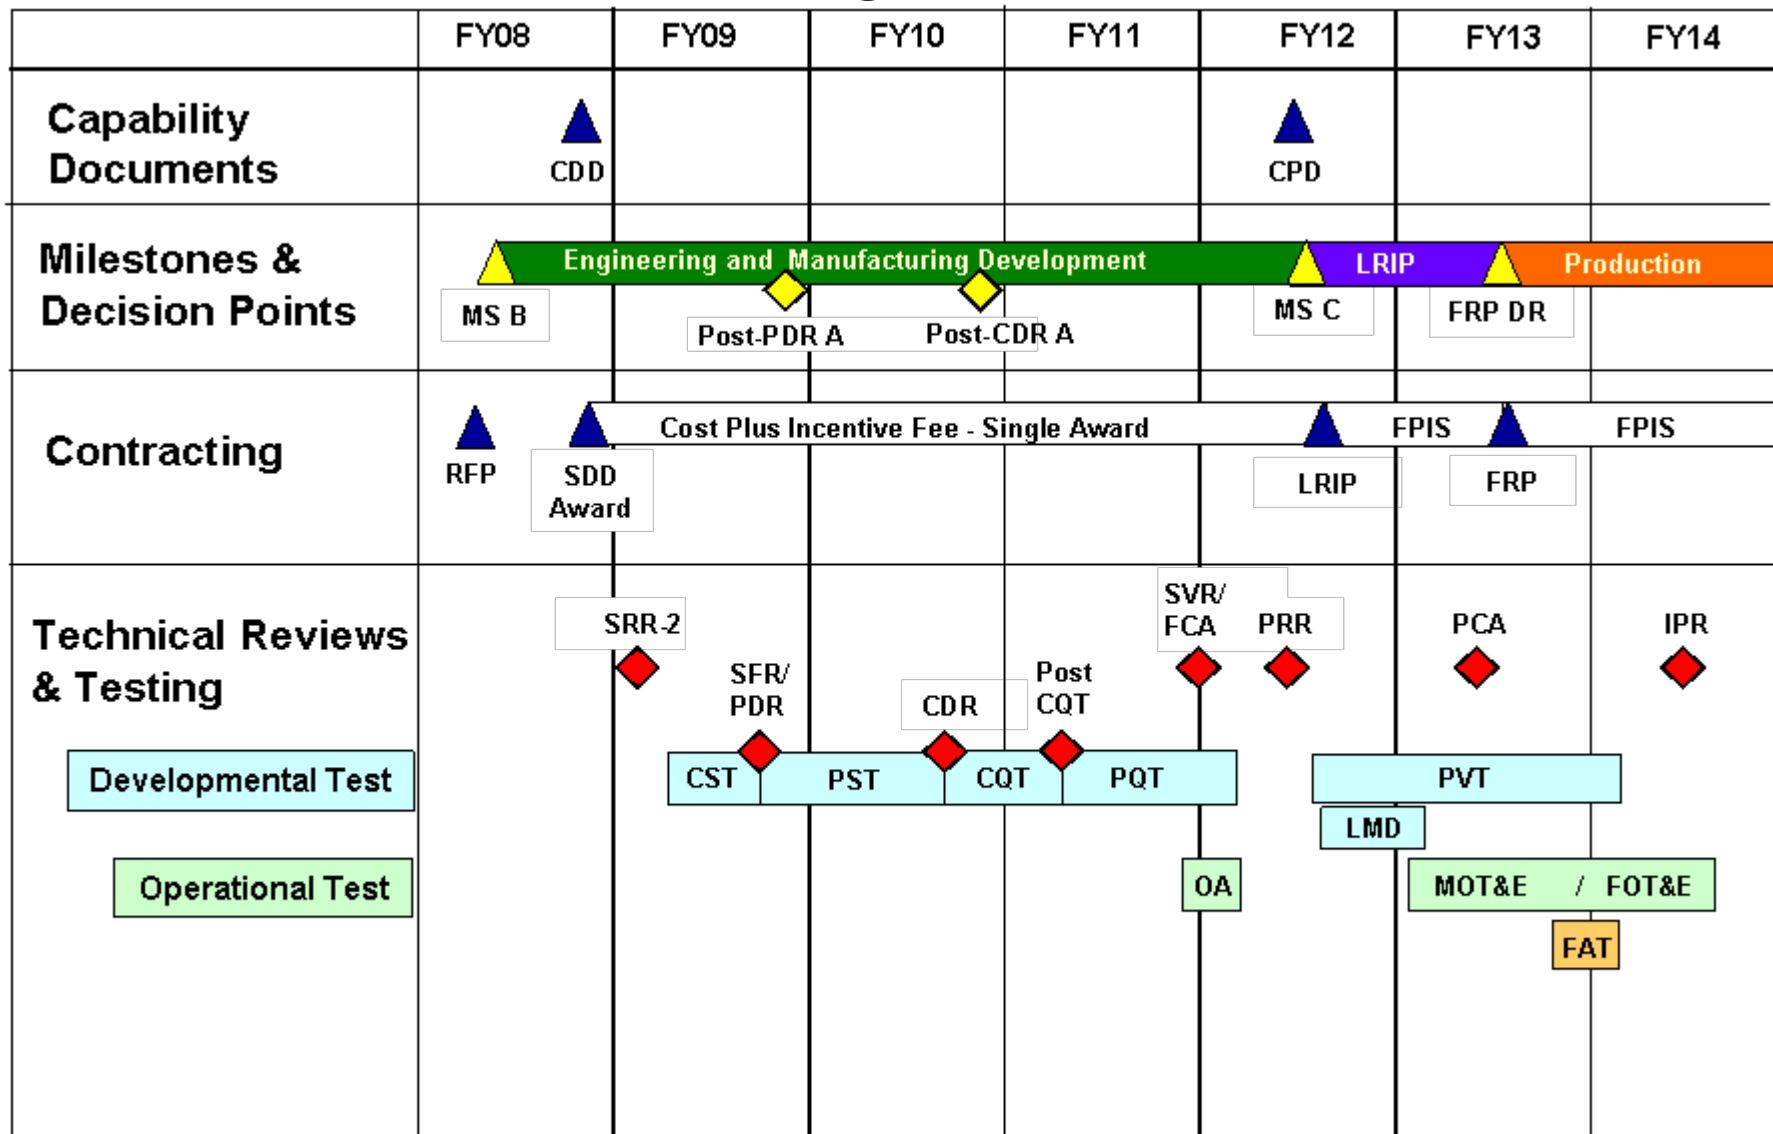 FY08 FY09 FY10 FY11 FY12 FY13 FY14
Capability
Documents
CDD CPD
Milestones &
Decision Points
Engineering and Manufacturing Development LRIP Production
MS B MS C FRP DR
Post-PDR A Post-CDR A
Contracting
Cost Plus Incentive Fee - Single Award FPIS FPIS
RFP SDD
Award LRIP FRP
Technical Reviews
& Testing
SRR-2 SVR/
FCA PRR PCA IPR
SFR/
PDR CDR Post
CQT
Developmental Test CST PST CQT PQT PVT
LMD
Operational Test OA MOT&E / FOT&E
FAT